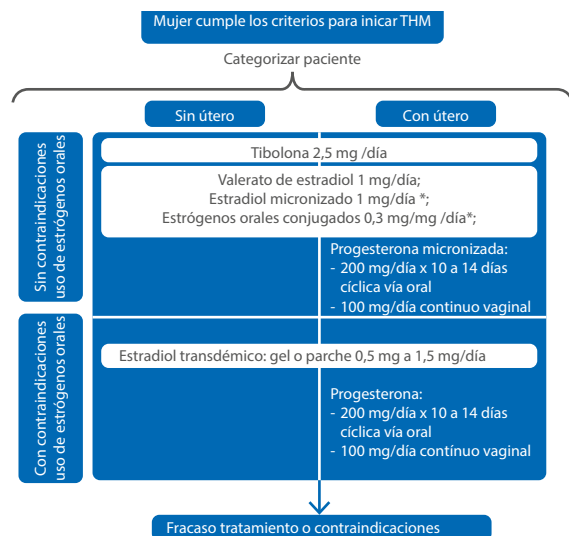 Mujer cumple los criterios para inicar THM
Categorizar paciente
Sin útero
Con útero
Sin contraindicaciones
uso de estrógenos orales
Tibolona 2,5 mg /día
Valerato de estradiol 1 mg/día;
Estradiol micronizado 1 mg/día *;
Estrógenos orales conjugados 0,3 mg/mg /día*;
Progesterona micronizada:
- 200 mg/día x 10 a 14 días
cíclica vía oral
- 100 mg/día continuo vaginal
Con contraindicaciones
uso de estrógenos orales
Estradiol transdémico: gel o parche 0,5 mg a 1,5 mg/día
Progesterona:
- 200 mg/día x 10 a 14 días
cíclica vía oral
- 100 mg/día contínuo vaginal
Fracaso tratamiento o contraindicaciones